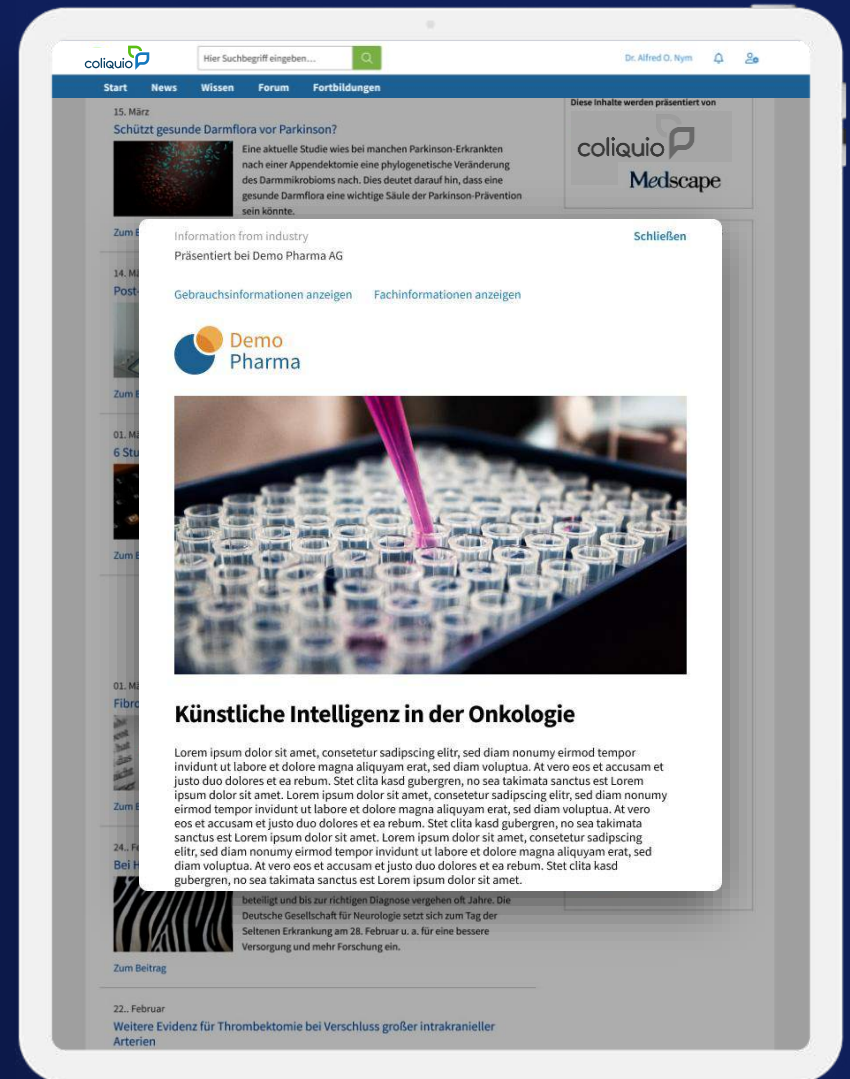 coliquio
Hier Suchbegriff eingeben...
Dr. Alfred O. Nym
Start News Wissen Forum Fortbildungen
15. März
Schützt gesunde Darmflora vor Parkinson?
Eine aktuelle Studie wies bei manchen Parkinson-Erkrankten
nach einer Appendektomie eine phylogenetische Veränderung
des Darmmikrobioms nach. Dies deutet darauf hin, dass eine
gesunde Darmflora eine wichtige Säule der Parkinson-Prävention
sein könnte.
Diese Inhalte werden präsentiert von
coliquio
Medscape
Zum
14.
Post-
Zum
01.
Zum
01.
Zum
24..
Bei
Information from industry
Schließen
Präsentiert bei Demo Pharma AG
Gebrauchsinformationen anzeigen Fachinformationen anzeigen
Demo
Pharma
Künstliche Intelligenz in der Onkologie
Lorem ipsum dolor sit amet, consetetur sadipscing elitr, sed diam nonumy eirmod tempor
invidunt ut labore et dolore magna aliquyam erat, sed diam voluptua. At vero eos et accusam et
justo duo dolores et ea rebum. Stet clita kasd gubergren, no sea takimata sanctus est Lorem
ipsum dolor sit amet. Lorem ipsum dolor sit amet, consetetur sadipscing elitr, sed diam nonumy
eirmod tempor invidunt ut labore et dolore magna aliquyam erat, sed diam voluptua. At vero
eos et accusam et justo duo dolores et ea rebum. Stet clita kasd gubergren, no sea takimata
sanctus est Lorem ipsum dolor sit amet. Lorem ipsum dolor sit amet, consetetur sadipscing
elitr, sed diam nonumy eirmod tempor invidunt ut labore et dolore magna aliquyam erat, sed
diam voluptua. At vero eos et accusam et justo duo dolores et ea rebum. Stet clita kasd
gubergren, no sea takimata sanctus est Lorem ipsum dolor sit amet.
beteiligt und bis zur richtigen Diagnose vergehen oft Jahre. Die
Deutsche Gesellschaft für Neurologie setzt sich zum Tag der
Seltenen Erkrankung am 28. Februar u. a. für eine bessere
Versorgung und mehr Forschung ein.
Zum Beitrag
22.. Februar
Weitere Evidenz für Thrombektomie bei Verschluss großer intrakranieller
Arterien